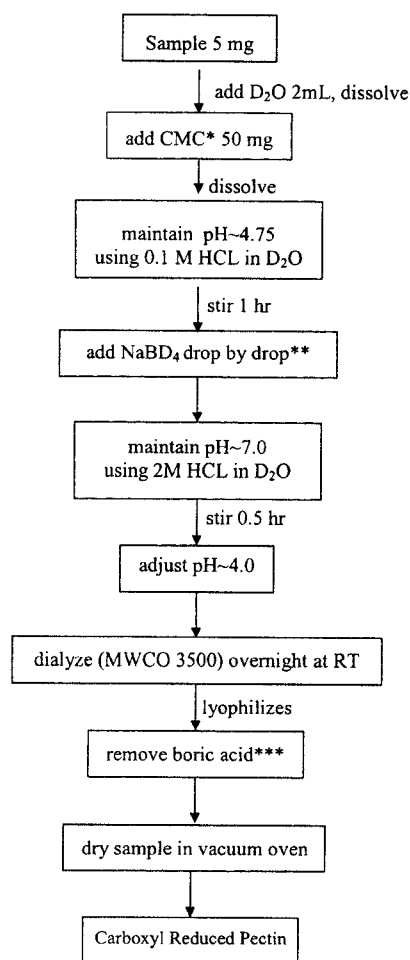 Sample 5 mg
add D₂O 2mL, dissolve
add CMC* 50 mg
dissolve
maintain pH~4.75
using 0.1 M HCL in D₂O
stir 1 hr
add NaBD₄ drop by drop**
maintain pH~7.0
using 2M HCL in D₂O
stir 0.5 hr
adjust pH~4.0
dialyze (MWCO 3500) overnight at RT
lyophilizes
remove boric acid***
dry sample in vacuum oven
Carboxyl Reduced Pectin